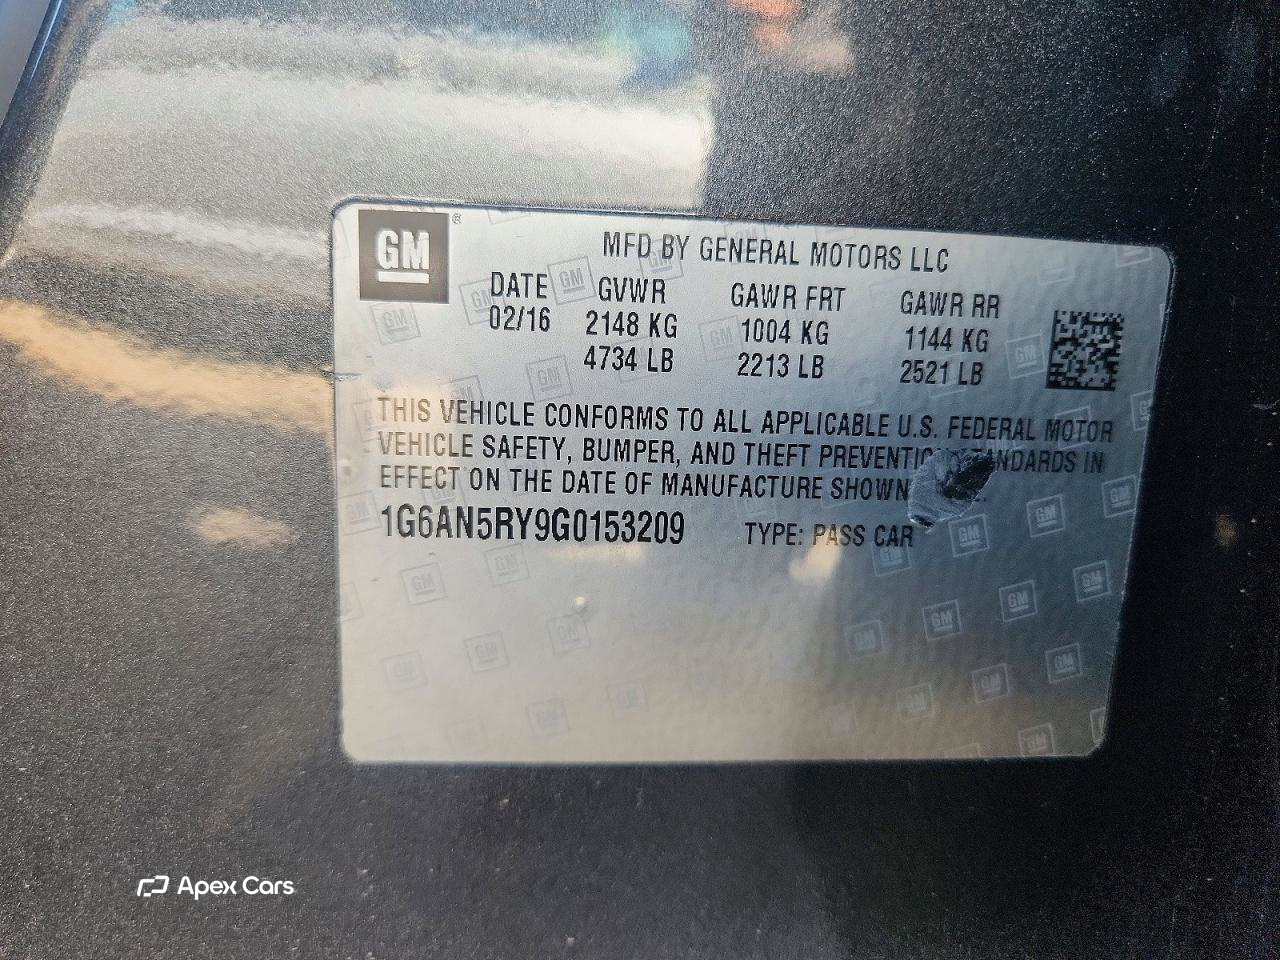 GM ®
MFD BY GENERAL MOTORS LLC
DATE GVWR GAWR FRT GAWR RR
02/16 2148 KG 1004 KG 1144 KG
4734 LB 2213 LB 2521 LB
THIS VEHICLE CONFORMS TO ALL APPLICABLE U.S. FEDERAL MOTOR
VEHICLE SAFETY, BUMPER, AND THEFT IN
EFFECT ON THE DATE OF MANUFACTURE SHOWN
1G6AN5RY9G0153209 TYPE: PASS CAR
Apex Cars